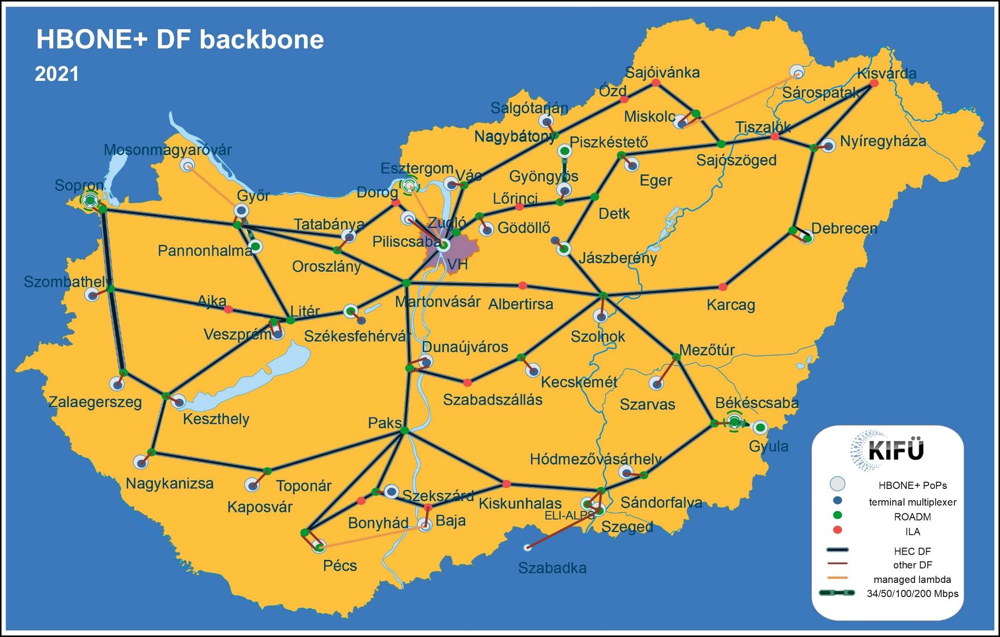 HBONE+ DF backbone
2021
Sajóivánka
Kisvárda
Ózd
Sárospatak
Salgótarján
Miskolc
Tiszalök
Nagybátony
Piszkéstető
Nyíregyháza
Mosonmagyaróvár
Sajószöged
Esztergom
Vác
Gyöngyös
Eger
Sopron
Győr
Dorog
Lőrinci
Detk
Tatabánya
Zugló
Gödöllő
Debrecen
Pannonhalma
Piliscsaba
Oroszlány
VH
Jászberény
Szombathely
Ajka
Litér
Martonvásár
Albertirsa
Karcag
Veszprém
Székesfehérvár
Szolnok
Dunaújváros
Mezőtúr
Kecskemét
Zalaegerszeg
Szabadszállás
Szarvas
Békéscsaba
Keszthely
Paks
Gyula
Hódmezővásárhely
Nagykanizsa
Toponár
Szekszárd
Kiskunhalas
Sándorfalva
Kaposvár
Bonyhád
Baja
ELI-ALPS
Szeged
Pécs
Szabadka
KIFÜ
HBONE+ PoPs
terminal multiplexer
ROADM
ILA
HEC DF
other DF
managed lambda
34/50/100/200 Mbps